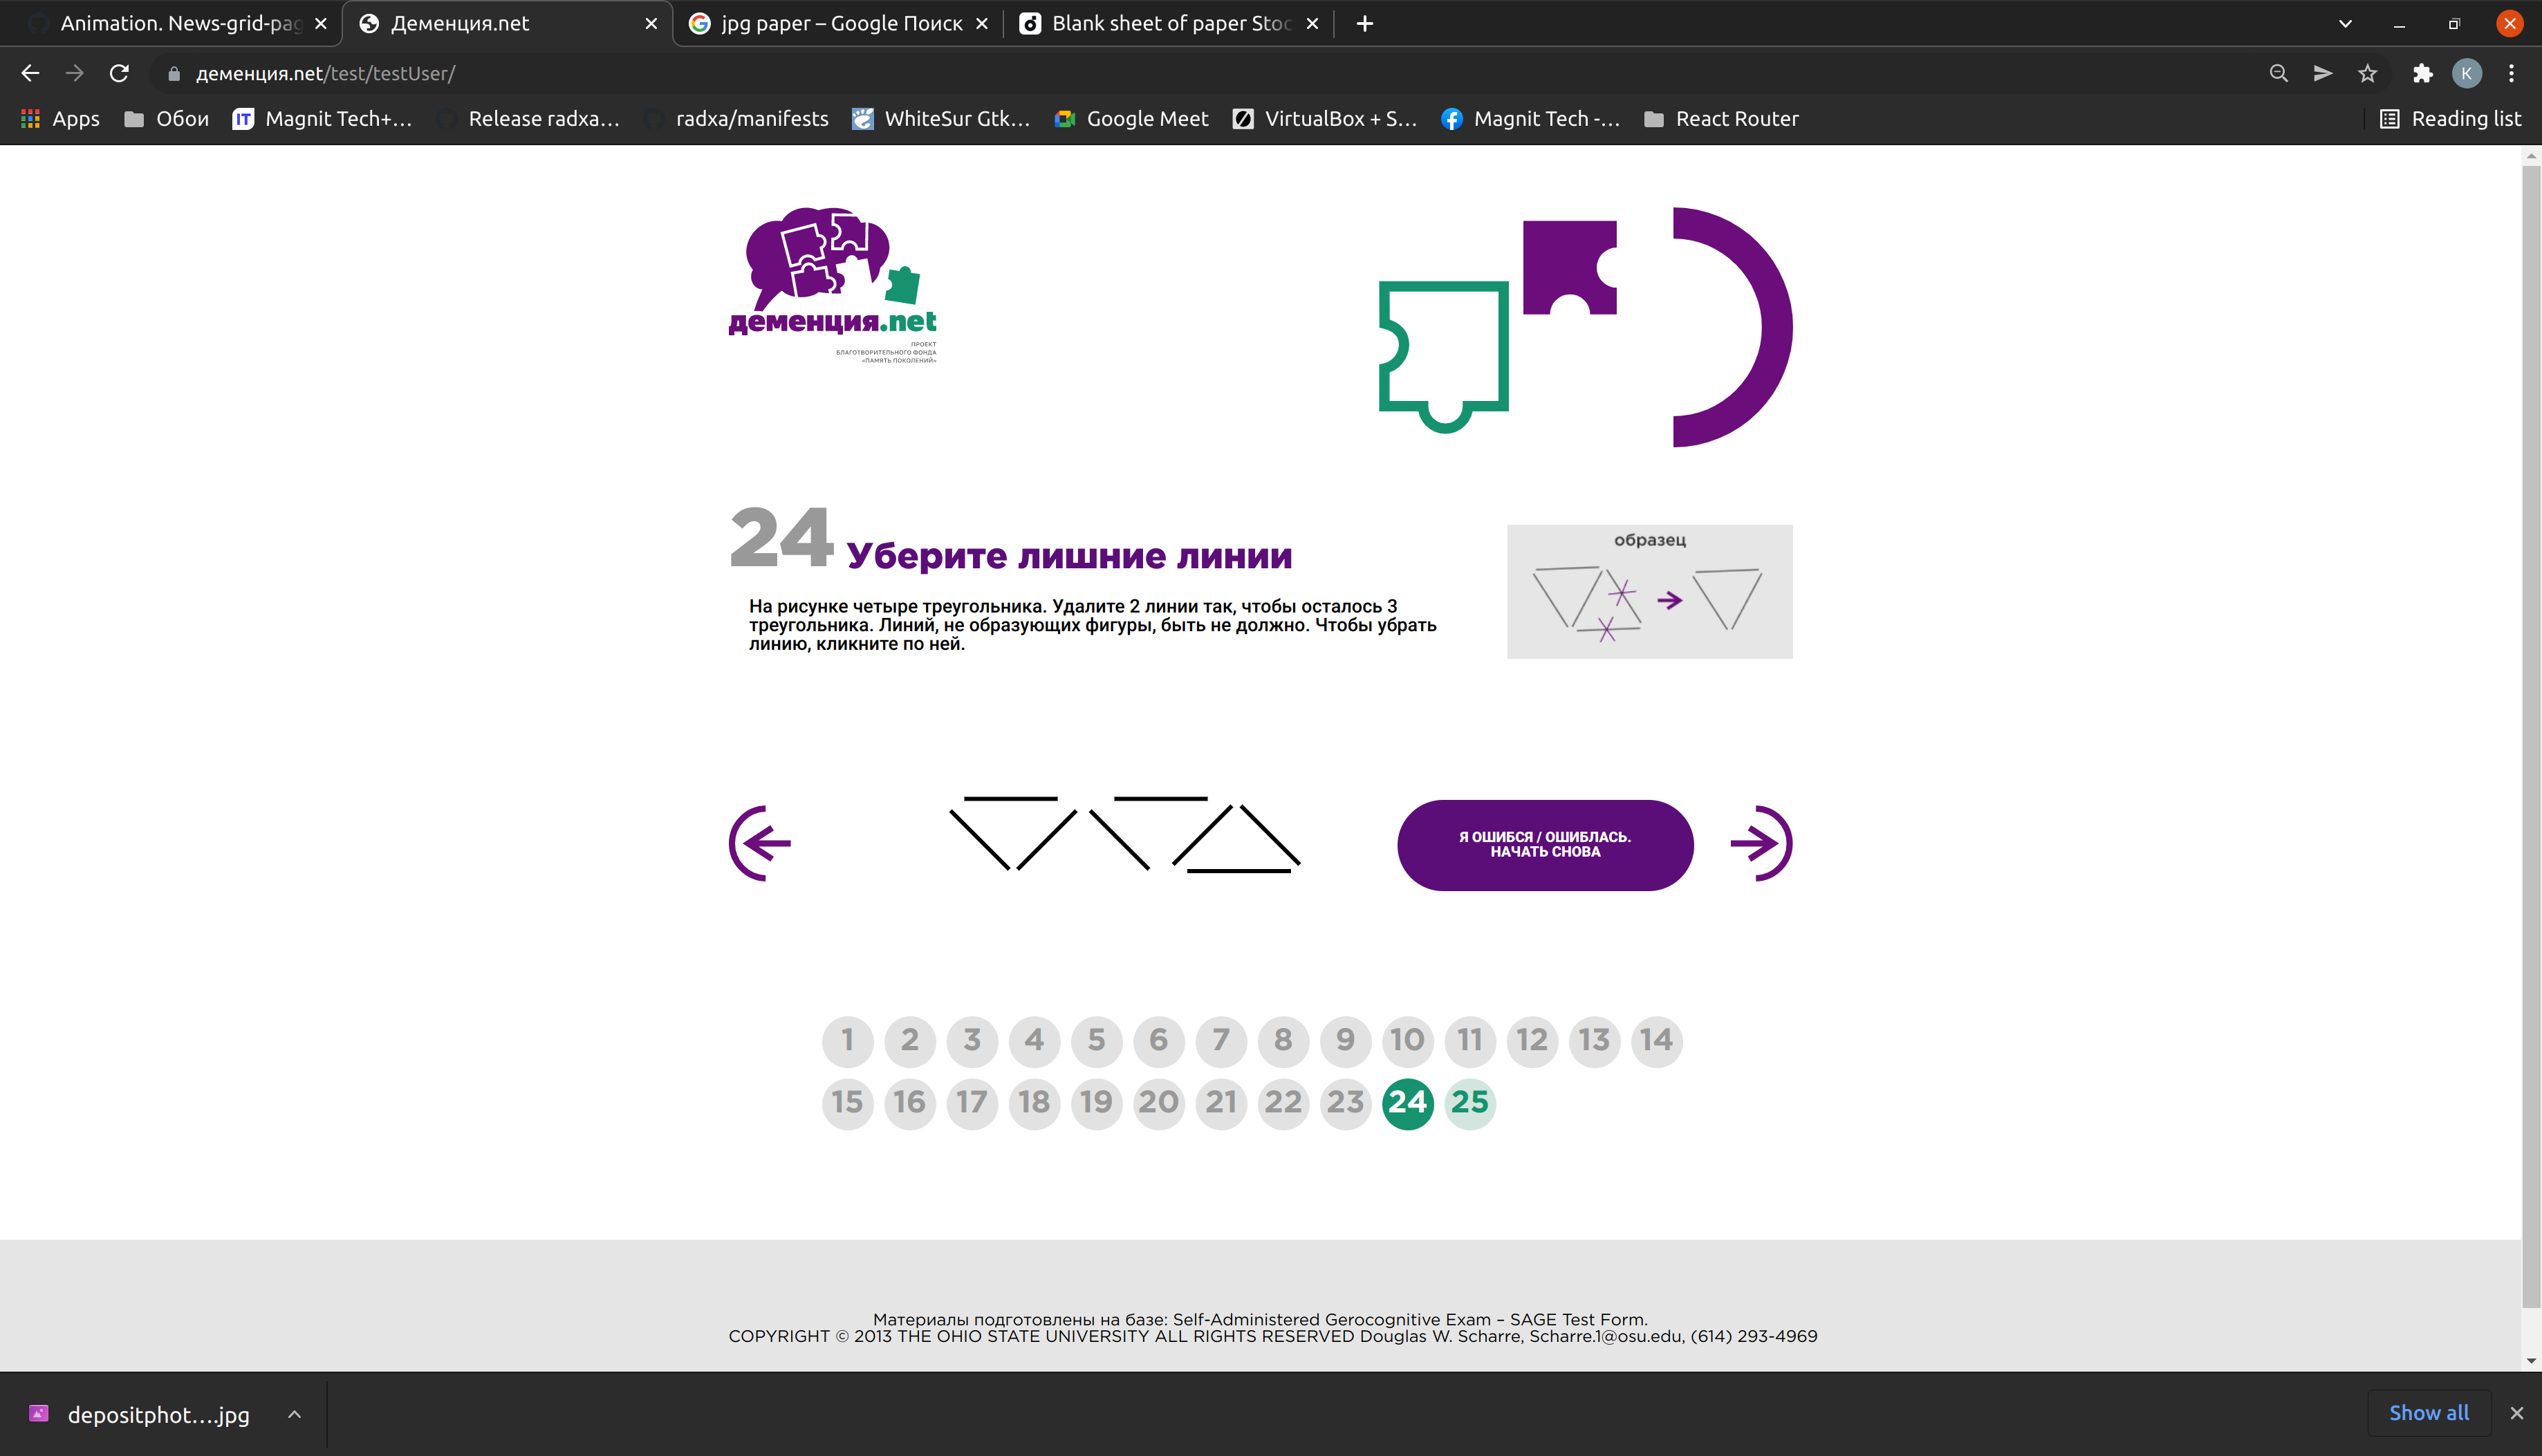 Animation. News-grid-pag
Деменция.net
jpg paper – Google Поиск
Blank sheet of paper Stoc
деменция.net/test/testUser/
K
Apps
Обои
IT
Magnit Tech+...
Release radxa...
radxa/manifests
WhiteSur Gtk...
Google Meet
VirtualBox + S...
Magnit Tech -...
React Router
Reading list
деменция.net
ПРОЕКТ
БЛАГОТВОРИТЕЛЬНОГО ФОНДА
«ПАМЯТЬ ПОКОЛЕНИЙ»
24 Уберите лишние линии
На рисунке четыре треугольника. Удалите 2 линии так, чтобы осталось 3
треугольника. Линий, не образующих фигуры, быть не должно. Чтобы убрать
линию, кликните по ней.
образец
Я ОШИБСЯ / ОШИБЛАСЬ.
НАЧАТЬ СНОВА
1 2 3 4 5 6 7 8 9 10 11 12 13 14
15 16 17 18 19 20 21 22 23 24 25
Материалы подготовлены на базе: Self-Administered Gerocognitive Exam – SAGE Test Form.
COPYRIGHT © 2013 THE OHIO STATE UNIVERSITY ALL RIGHTS RESERVED Douglas W. Scharre, Scharre.1@osu.edu, (614) 293-4969
depositphot....jpg
Show all